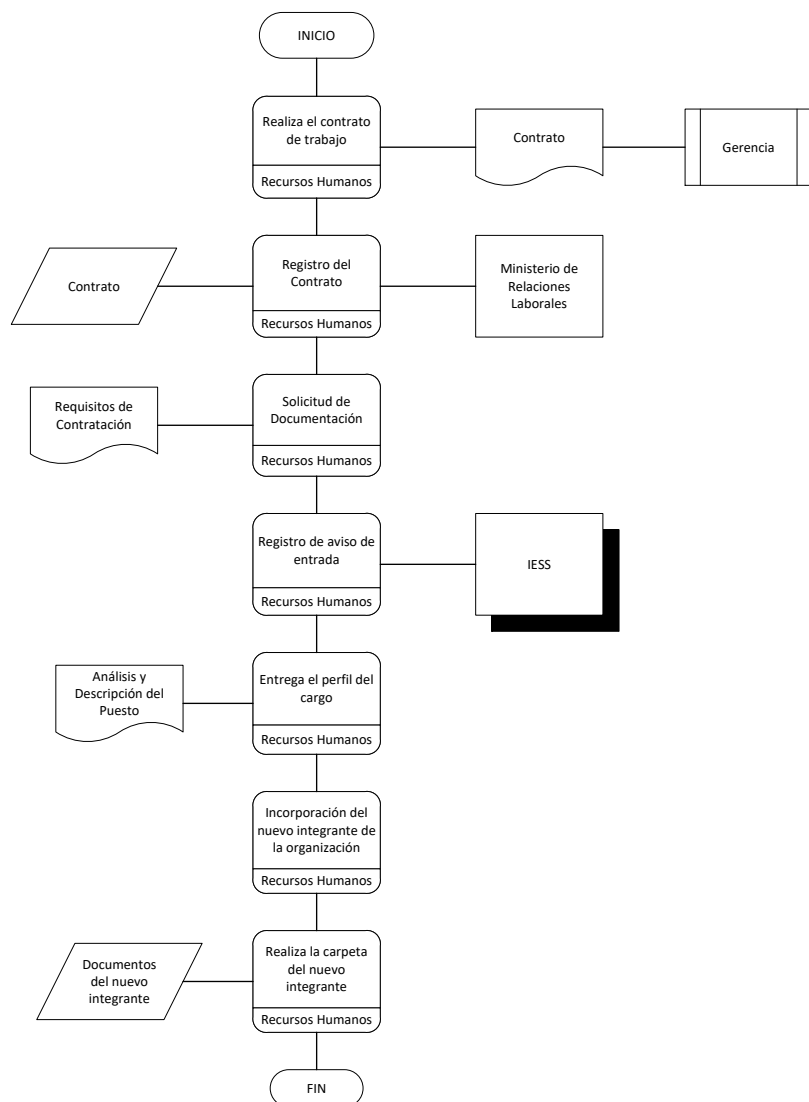 INICIO
Realiza el contrato
de trabajo
Recursos Humanos
Contrato
Gerencia
Contrato
Registro del
Contrato
Recursos Humanos
Ministerio de
Relaciones
Laborales
Requisitos de
Contratación
Solicitud de
Documentación
Recursos Humanos
Registro de aviso de
entrada
Recursos Humanos
IESS
Análisis y
Descripción del
Puesto
Entrega el perfil del
cargo
Recursos Humanos
Incorporación del
nuevo integrante de
la organización
Recursos Humanos
Documentos
del nuevo
integrante
Realiza la carpeta
del nuevo
integrante
Recursos Humanos
FIN